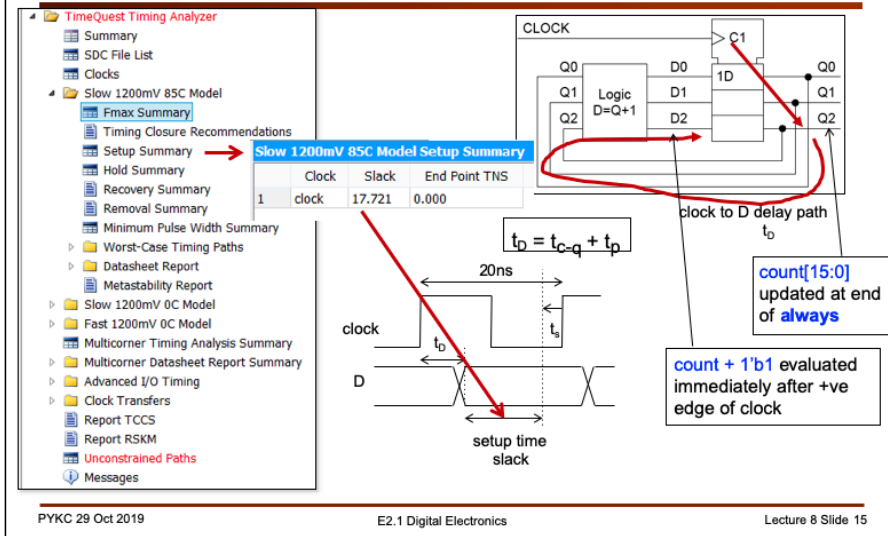 TimeQuest Timing Analyzer
Summary
SDC File List
Clocks
Slow 1200mV 85C Model
Fmax Summary
Timing Closure Recommendations
Setup Summary
Hold Summary
Recovery Summary
Removal Summary
Minimum Pulse Width Summary
Worst-Case Timing Paths
Datasheet Report
Metastability Report
Slow 1200mV 0C Model
Fast 1200mV 0C Model
Multicorner Timing Analysis Summary
Multicorner Datasheet Report Summary
Advanced I/O Timing
Clock Transfers
Report TCCS
Report RSKM
Unconstrained Paths
Messages
Slow 1200mV 85C Model Setup Summary
Clock Slack End Point TNS
1 clock 17.721 0.000
CLOCK
C1
Q0 D0 1D Q0
Q1 Logic D1 Q1
D=Q+1
Q2 D2 Q2
clock to D delay path
tD
tD = tc-q + tp
20ns
clock
ts
tD
D
setup time
slack
count[15:0]
updated at end
of always
count + 1'b1 evaluated
immediately after +ve
edge of clock
PYKC 29 Oct 2019
E2.1 Digital Electronics
Lecture 8 Slide 15